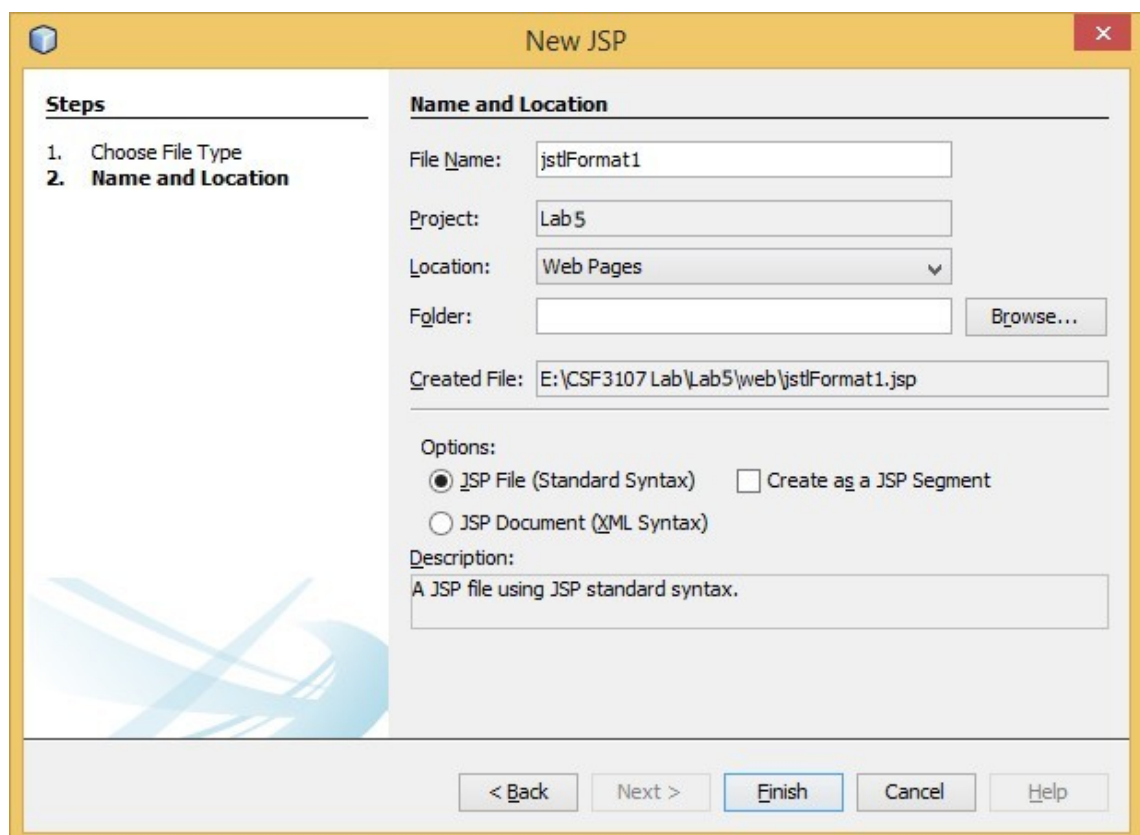 New JSP
Steps
1. Choose File Type
2. Name and Location
Name and Location
File Name: jstlFormat1
Project: Lab5
Location: Web Pages
Folder: Browse...
Created File: E:\CSF3107 Lab\Lab5\web\jstlFormat1.jsp
Options:
JSP File (Standard Syntax) Create as a JSP Segment
JSP Document (XML Syntax)
Description:
A JSP file using JSP standard syntax.
< Back Next > Finish Cancel Help